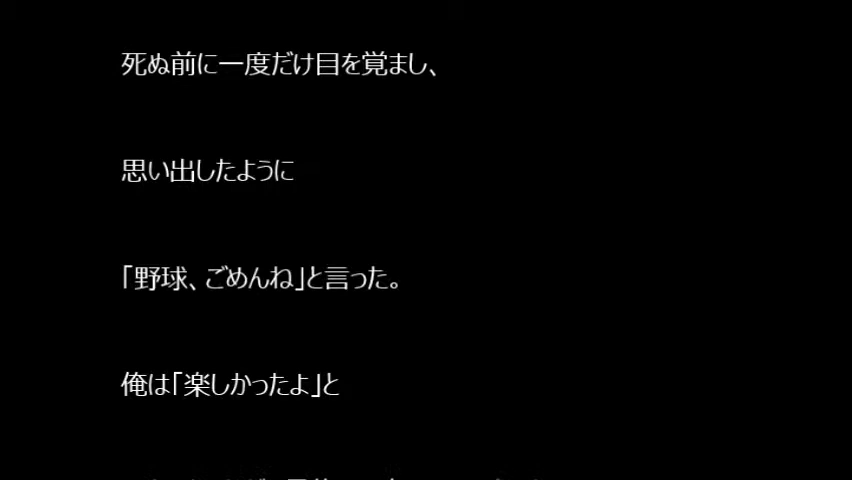 死ぬ前に一度だけ目を覚まし、
思い出したように
「野球、ごめんね」と言った。
俺は「楽しかったよ」と